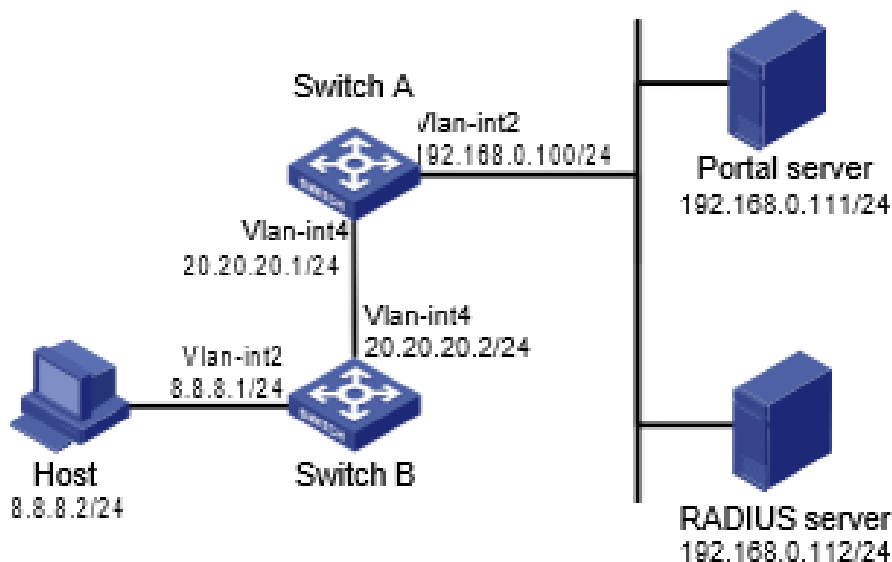 Switch A
Vlan-int2
192.168.0.100/24
Portal server
192.168.0.111/24
Vlan-int4
20.20.20.1/24
Vlan-int4
20.20.20.2/24
Vlan-int2
8.8.8.1/24
Host
8.8.8.2/24
Switch B
RADIUS server
192.168.0.112/24
SWITCH
SWITCH